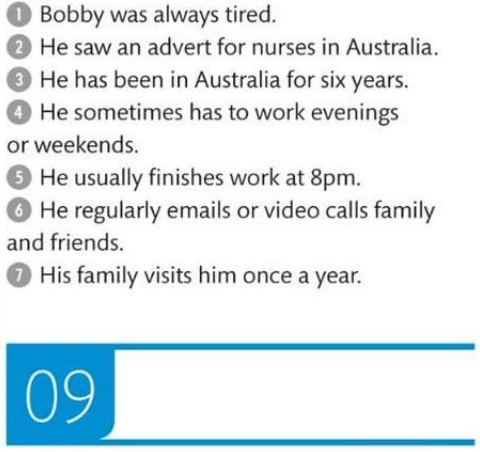 1 Bobby was always tired.
2 He saw an advert for nurses in Australia.
3 He has been in Australia for six years.
4 He sometimes has to work evenings
or weekends.
5 He usually finishes work at 8pm.
6 He regularly emails or video calls family
and friends.
7 His family visits him once a year.
09